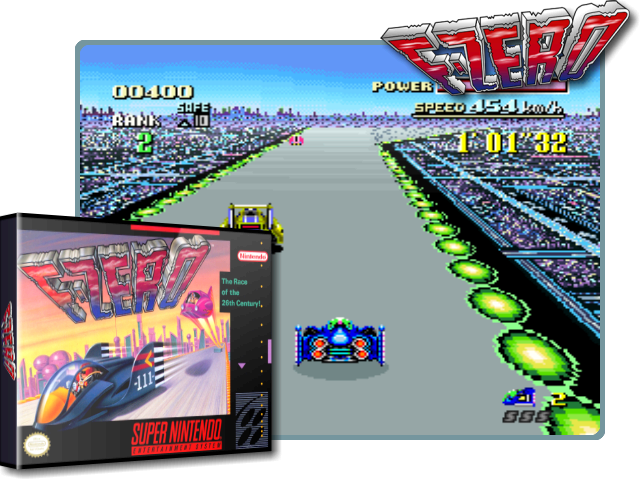 F-ZERO
00400
POWER
SAFE
10
SPEED 454 km/h
RANK
2
1'01"32
F-ZERO
Nintendo
The Race
of the
26th Century!
111
SUPER NINTENDO
ENTERTAINMENT SYSTEM
2
SSS